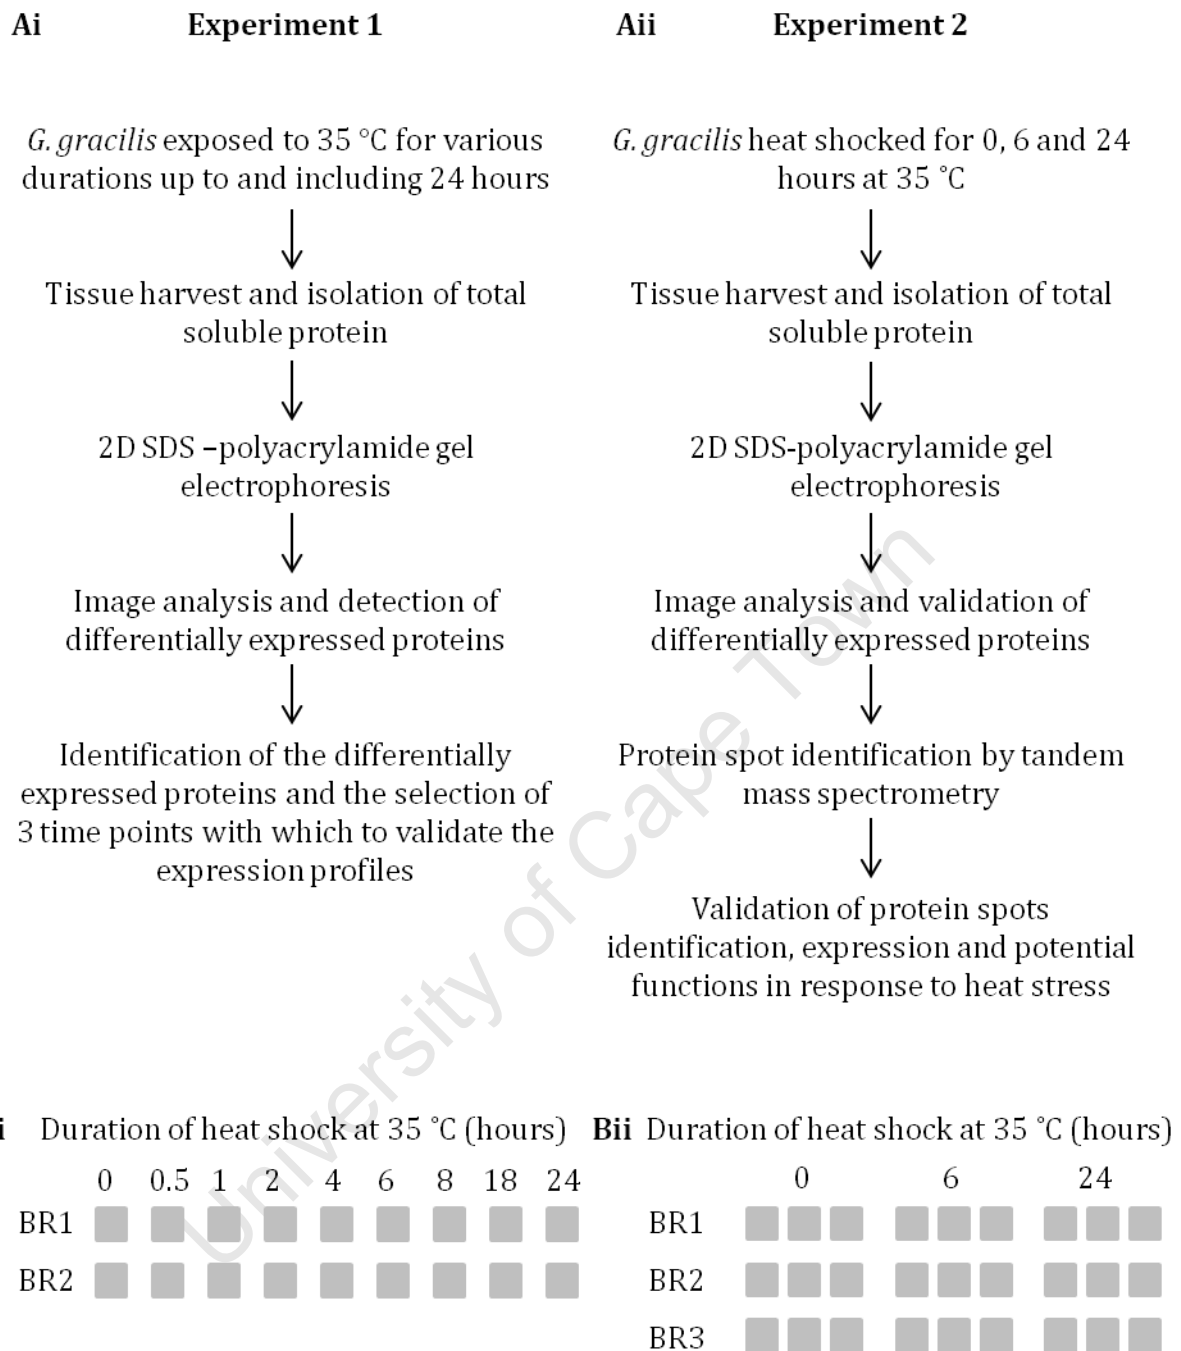 Ai Experiment 1
G. gracilis exposed to 35 °C for various
durations up to and including 24 hours
Tissue harvest and isolation of total
soluble protein
2D SDS –polyacrylamide gel
electrophoresis
Image analysis and detection of
differentially expressed proteins
Identification of the differentially
expressed proteins and the selection of
3 time points with which to validate the
expression profiles
Aii Experiment 2
G. gracilis heat shocked for 0, 6 and 24
hours at 35 °C
Tissue harvest and isolation of total
soluble protein
2D SDS-polyacrylamide gel
electrophoresis
Image analysis and validation of
differentially expressed proteins
Protein spot identification by tandem
mass spectrometry
Validation of protein spots
identification, expression and potential
functions in response to heat stress
i Duration of heat shock at 35 °C (hours)
0 0.5 1 2 4 6 8 18 24
BR1
BR2
Bii Duration of heat shock at 35 °C (hours)
0 6 24
BR1
BR2
BR3
University of Cape Town